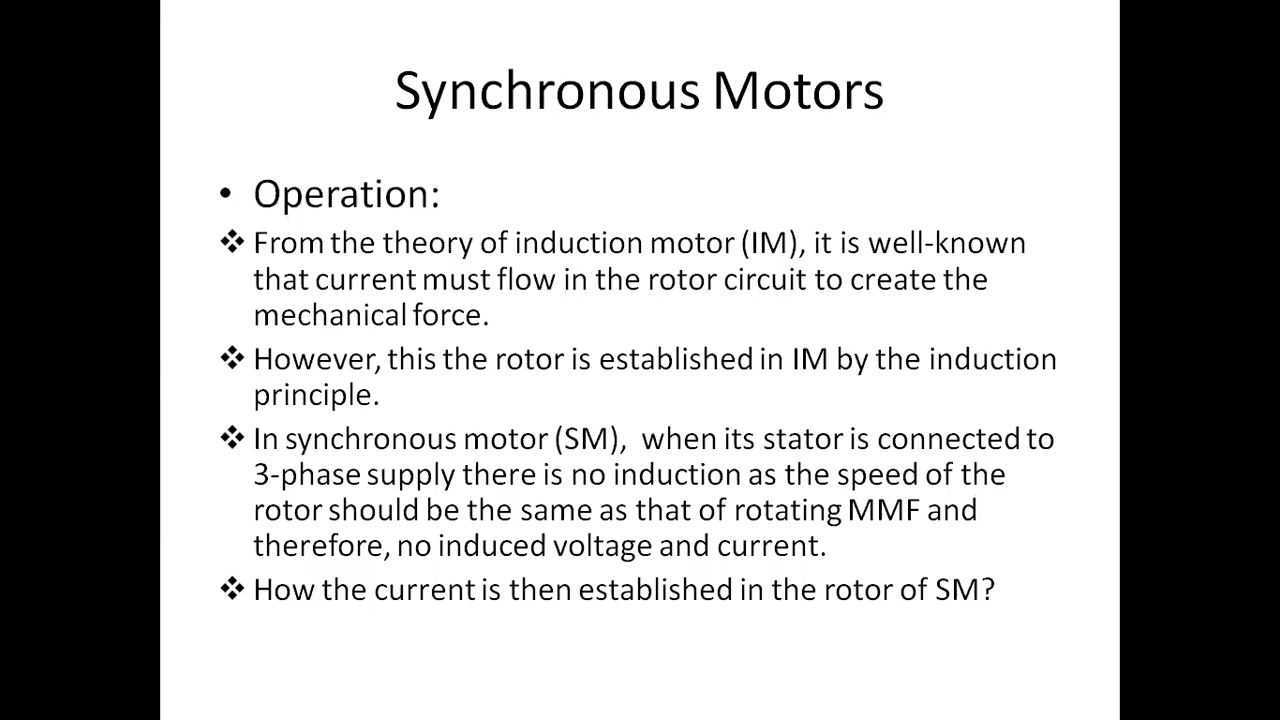 Synchronous Motors
• Operation:
❖ From the theory of induction motor (IM), it is well-known
that current must flow in the rotor circuit to create the
mechanical force.
❖ However, this the rotor is established in IM by the induction
principle.
❖ In synchronous motor (SM), when its stator is connected to
3-phase supply there is no induction as the speed of the
rotor should be the same as that of rotating MMF and
therefore, no induced voltage and current.
❖ How the current is then established in the rotor of SM?